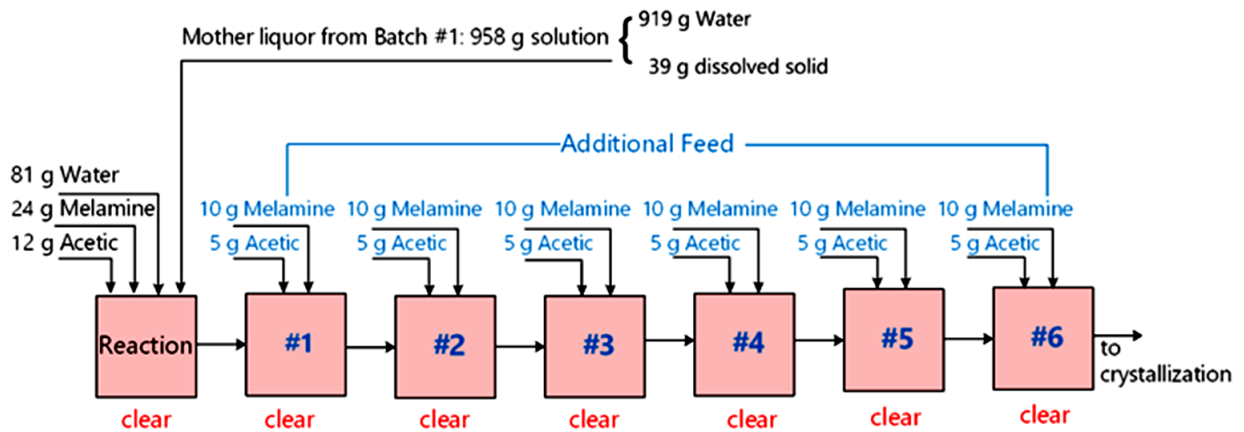 919 g Water
Mother liquor from Batch #1: 958 g solution
39 g dissolved solid
Additional Feed
81 g Water
24 g Melamine
12 g Acetic
10 g Melamine 10 g Melamine 10 g Melamine 10 g Melamine 10 g Melamine 10 g Melamine
5 g Acetic 5 g Acetic 5 g Acetic 5 g Acetic 5 g Acetic 5 g Acetic
Reaction #1 #2 #3 #4 #5 #6
to
crystallization
clear clear clear clear clear clear clear